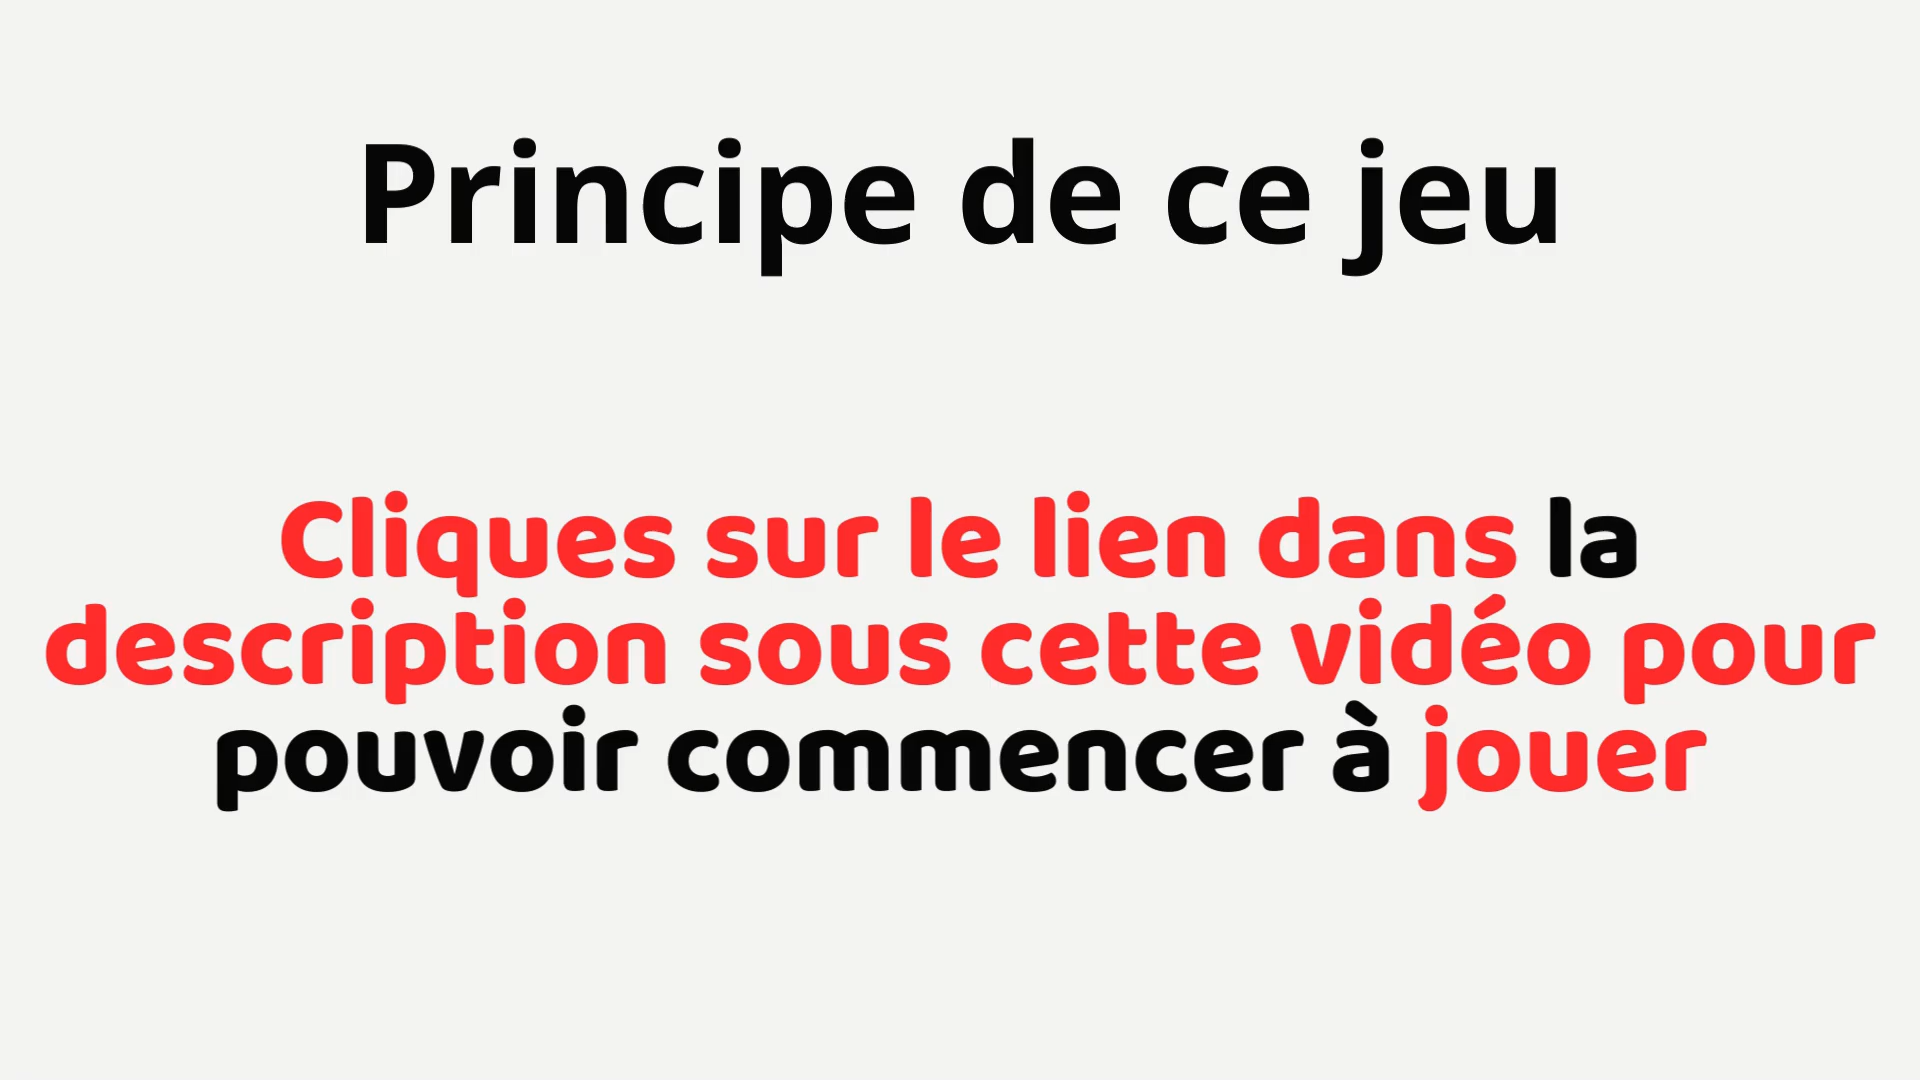 Principe de ce jeu
Cliques sur le lien dans la
description sous cette vidéo pour
pouvoir commencer à jouer